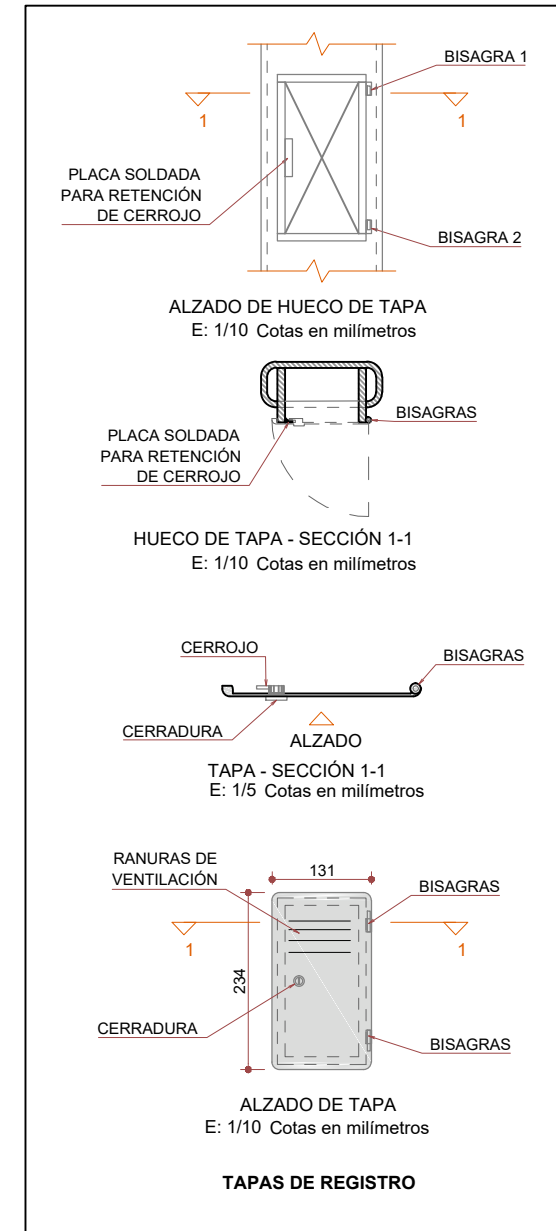 BISAGRA 1
1
1
PLACA SOLDADA
PARA RETENCIÓN
DE CERROJO
BISAGRA 2
ALZADO DE HUECO DE TAPA
E: 1/10 Cotas en milímetros
BISAGRAS
PLACA SOLDADA
PARA RETENCIÓN
DE CERROJO
HUECO DE TAPA - SECCIÓN 1-1
E: 1/10 Cotas en milímetros
CERROJO
BISAGRAS
CERRADURA
ALZADO
TAPA - SECCIÓN 1-1
E: 1/5 Cotas en milímetros
RANURAS DE
VENTILACIÓN
131
BISAGRAS
1
1
234
CERRADURA
BISAGRAS
ALZADO DE TAPA
E: 1/10 Cotas en milímetros
TAPAS DE REGISTRO